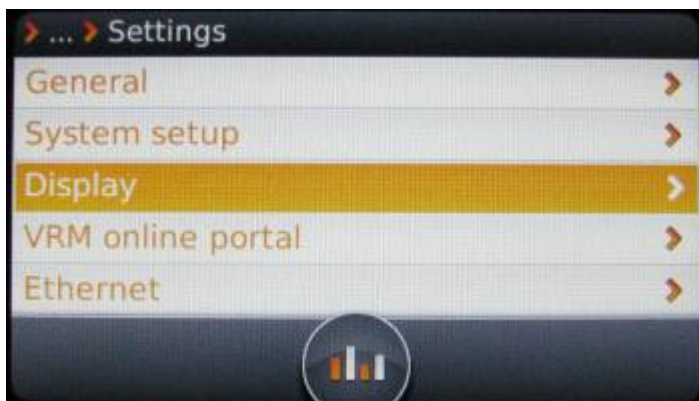 > ... > Settings
General
System setup
Display
VRM online portal
Ethernet